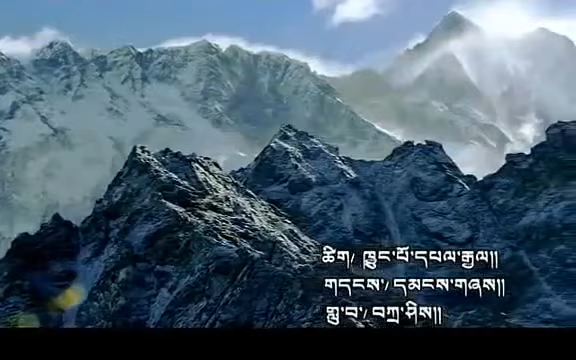 ཚིག/ ཁྱུང་པོ་དཔལ་རྒྱལ།།
གདངས་/ དམངས་གཞས།།
གླུ་བ་/ བཀྲ་ཤིས།།